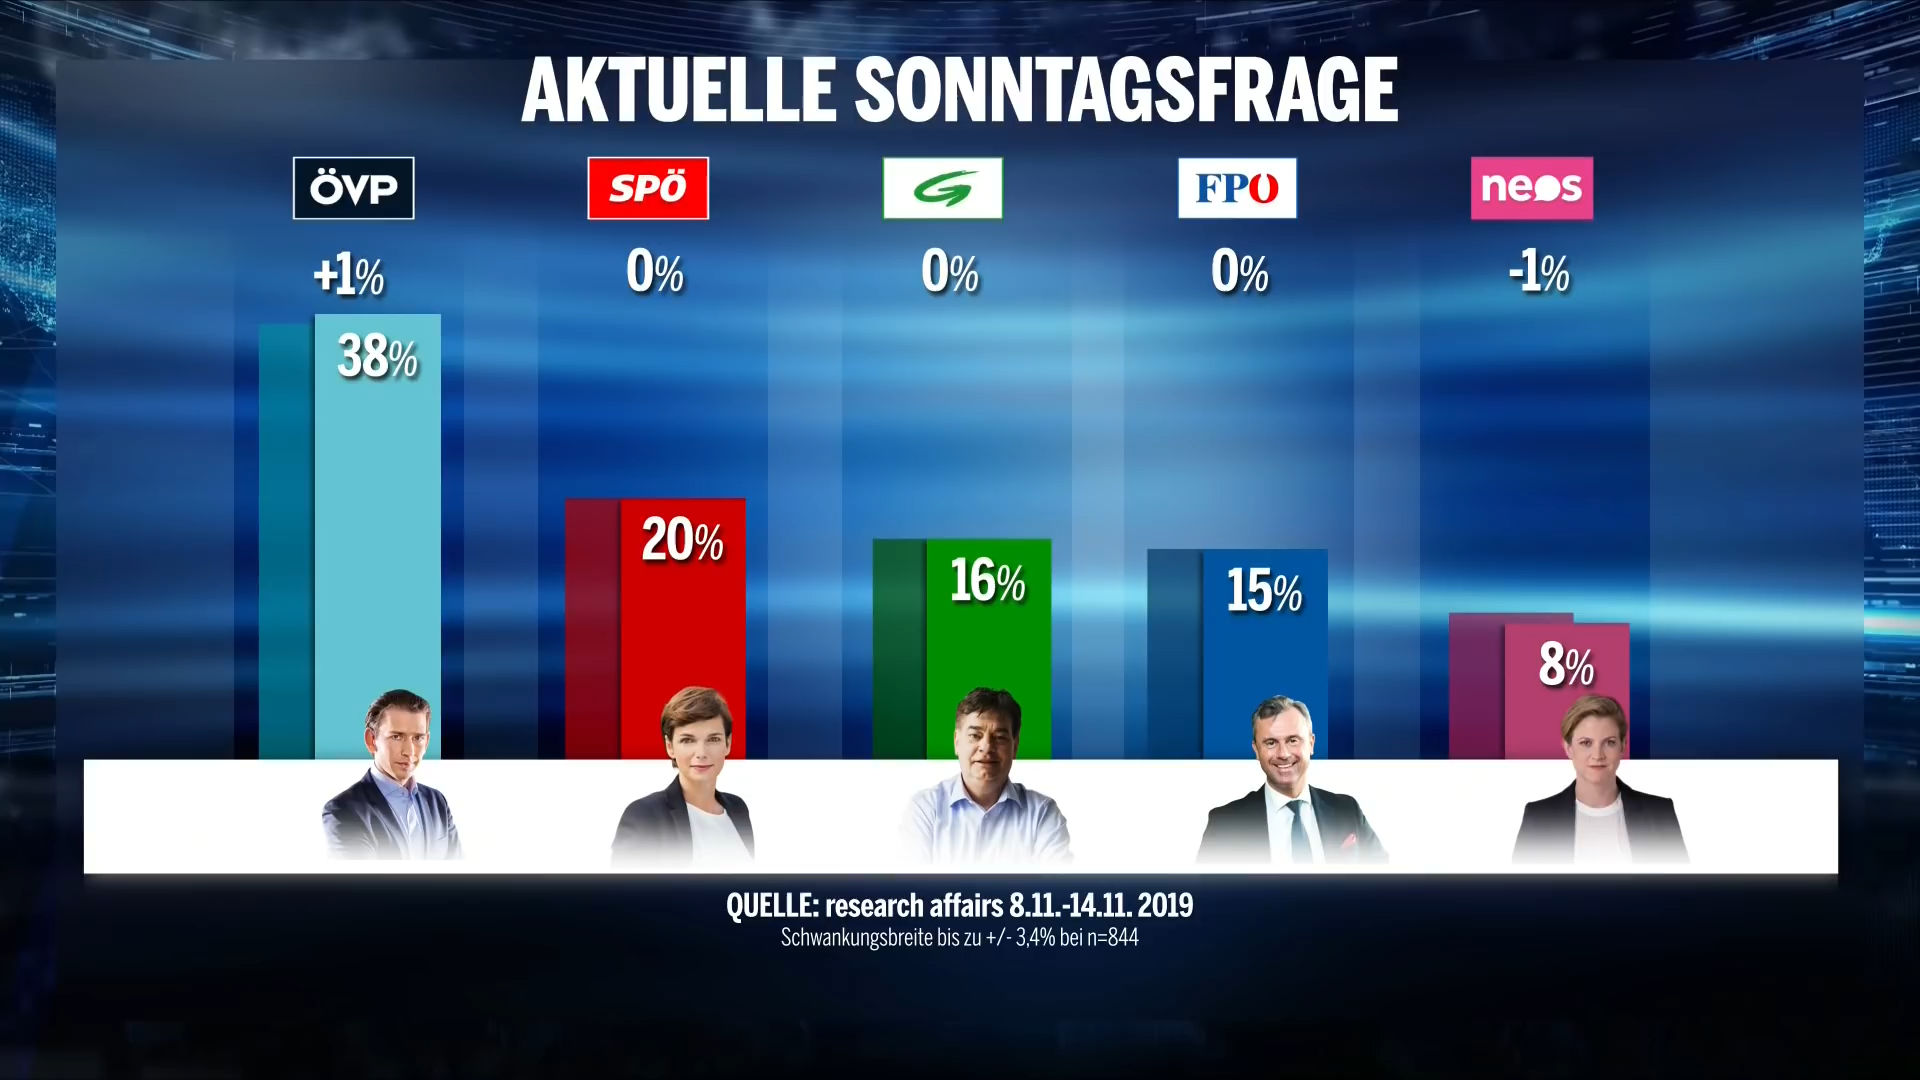 AKTUELLE SONNTAGSFRAGE
ÖVP SPÖ G FPÖ neos
+1% 0% 0% 0% -1%
38%
20%
16%
15%
8%
QUELLE: research affairs 8.11.-14.11. 2019
Schwankungsbreite bis zu +/- 3,4% bei n=844